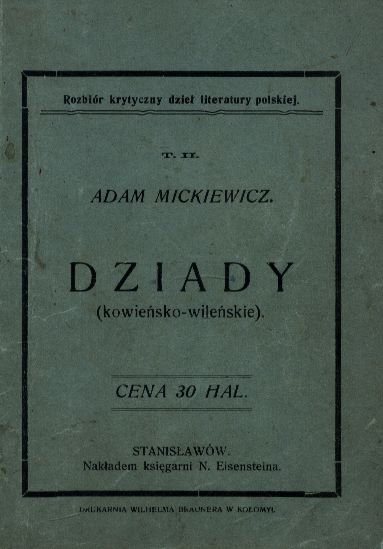 Rozbiór krytyczny dzieł literatury polskiej.
T. II.
ADAM MICKIEWICZ.
DZIADY
(kowieńsko-wileńskie).
CENA 30 HAL.
STANISŁAWÓW.
Nakładem księgarni N. Eisensteina.
DRUKARNIA WILHELMA BRAUNERA W KOŁOMYI.